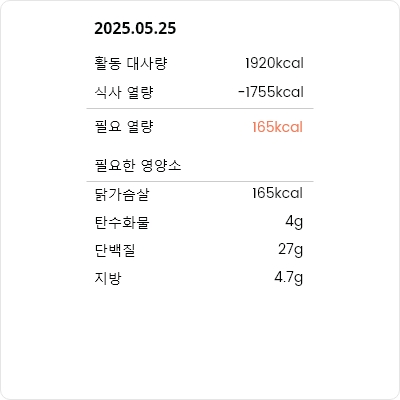 2025.05.25
활동 대사량 1920kcal
식사 열량 -1755kcal
필요 열량 165kcal
필요한 영양소
닭가슴살 165kcal
탄수화물 4g
단백질 27g
지방 4.7g